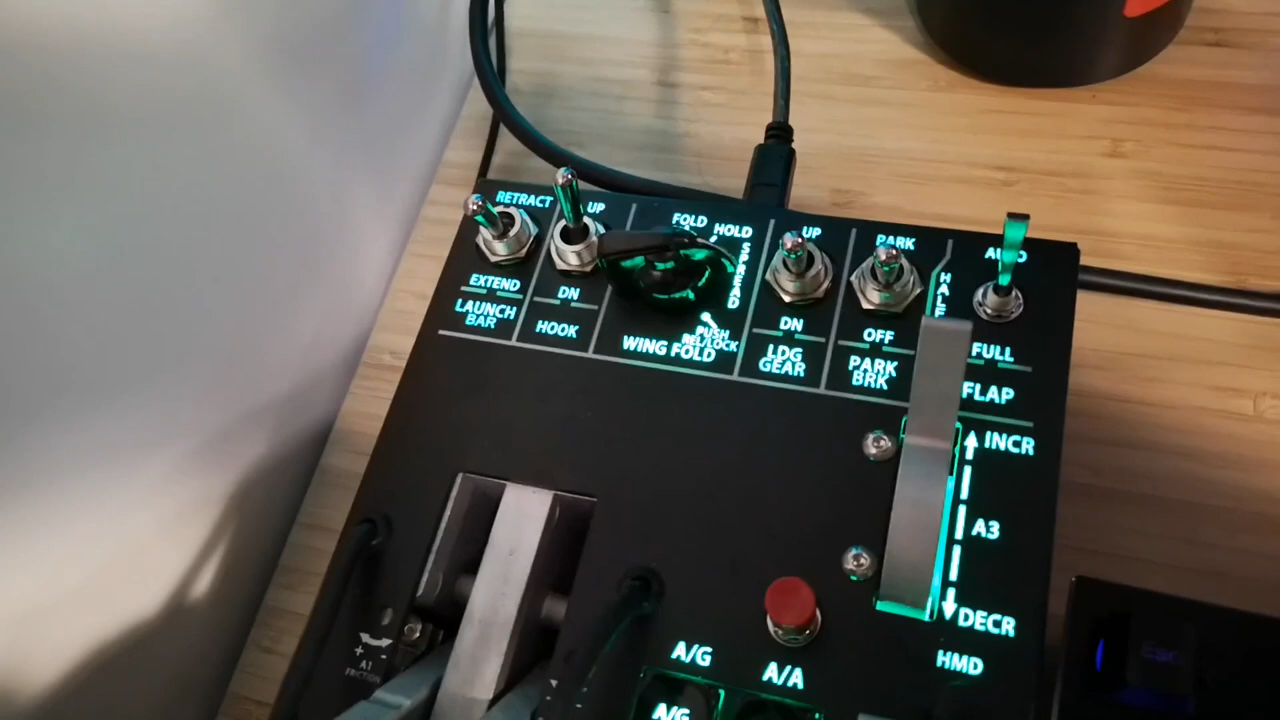 RETRACT
EXTEND
LAUNCH
BAR
UP
DN
HOOK
FOLD
HOLD
SPREAD
PUSH
REL/LOCK
WING FOLD
UP
DN
LDG
GEAR
PARK
OFF
PARK
BRK
AUTO
HALF
FULL
FLAP
INCR
A3
DECR
HMD
+
-
A1
FRICTION
A/G
A/A
A/G